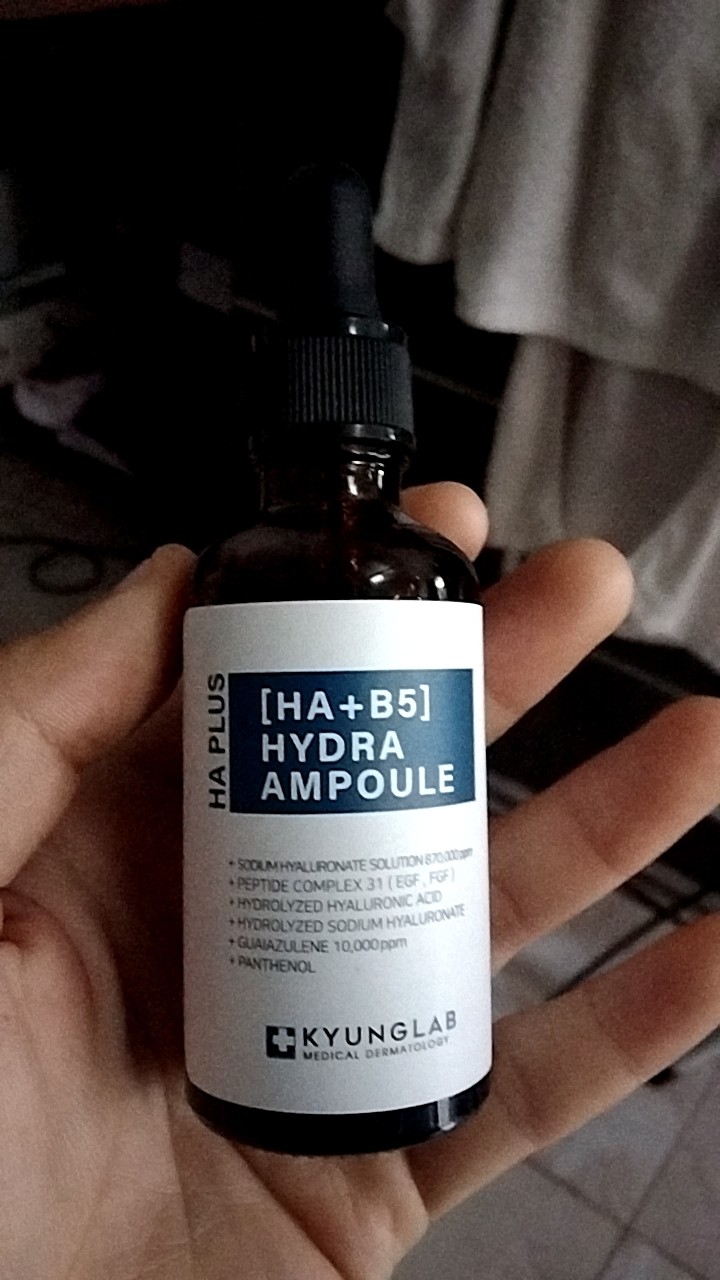 HA PLUS
[HA+B5]
HYDRA
AMPOULE
+ SODIUM HYALURONATE SOLUTION 870,000ppm
+ PEPTIDE COMPLEX 31 ( EGF , FGF )
+ HYDROLYZED HYALURONIC ACID
+ HYDROLYZED SODIUM HYALURONATE
+ GUAIAZULENE 10,000ppm
+ PANTHENOL
KYUNGLAB
MEDICAL DERMATOLOGY